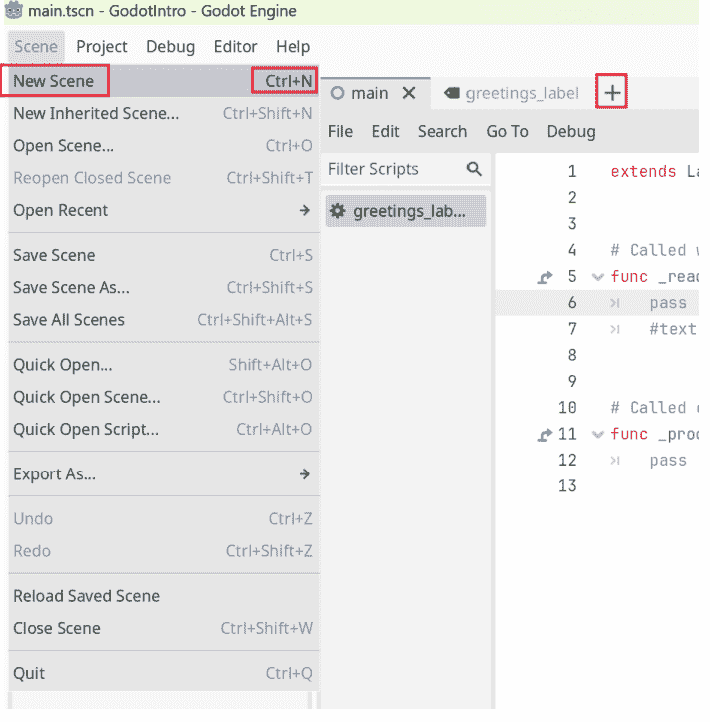 main.tscn - GodotIntro - Godot Engine
Scene Project Debug Editor Help
New Scene Ctrl+N
New Inherited Scene... Ctrl+Shift+N
Open Scene... Ctrl+O
Reopen Closed Scene Ctrl+Shift+T
Open Recent
Save Scene Ctrl+S
Save Scene As... Ctrl+Shift+S
Save All Scenes Ctrl+Shift+Alt+S
Quick Open... Shift+Alt+O
Quick Open Scene... Ctrl+Shift+O
Quick Open Script... Ctrl+Alt+O
Export As...
Undo Ctrl+Z
Redo Ctrl+Shift+Z
Reload Saved Scene
Close Scene Ctrl+Shift+W
Quit Ctrl+Q
main greetings_label
File Edit Search Go To Debug
Filter Scripts
greetings_lab...
1 extends La
2
3
4 # Called w
5 func _read
6 pass
7 #text
8
9
10 # Called e
11 func _proc
12 pass
13